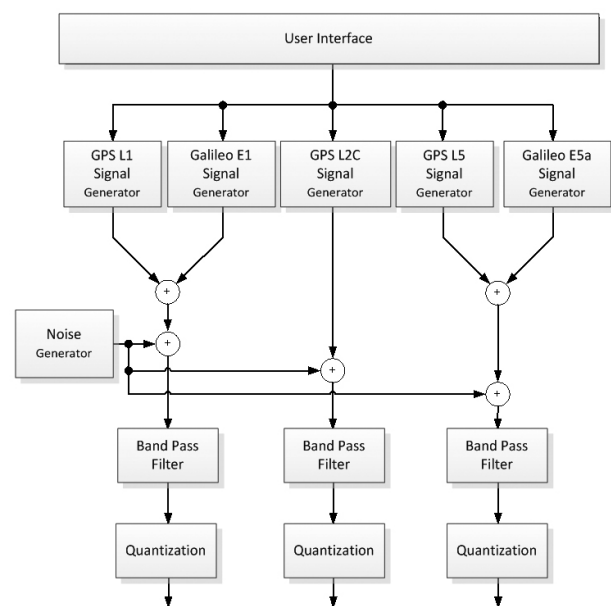 User Interface
GPS L1
Signal
Generator
Galileo E1
Signal
Generator
GPS L2C
Signal
Generator
GPS L5
Signal
Generator
Galileo E5a
Signal
Generator
+
+
Noise
Generator
+
+
+
Band Pass
Filter
Band Pass
Filter
Band Pass
Filter
Quantization
Quantization
Quantization